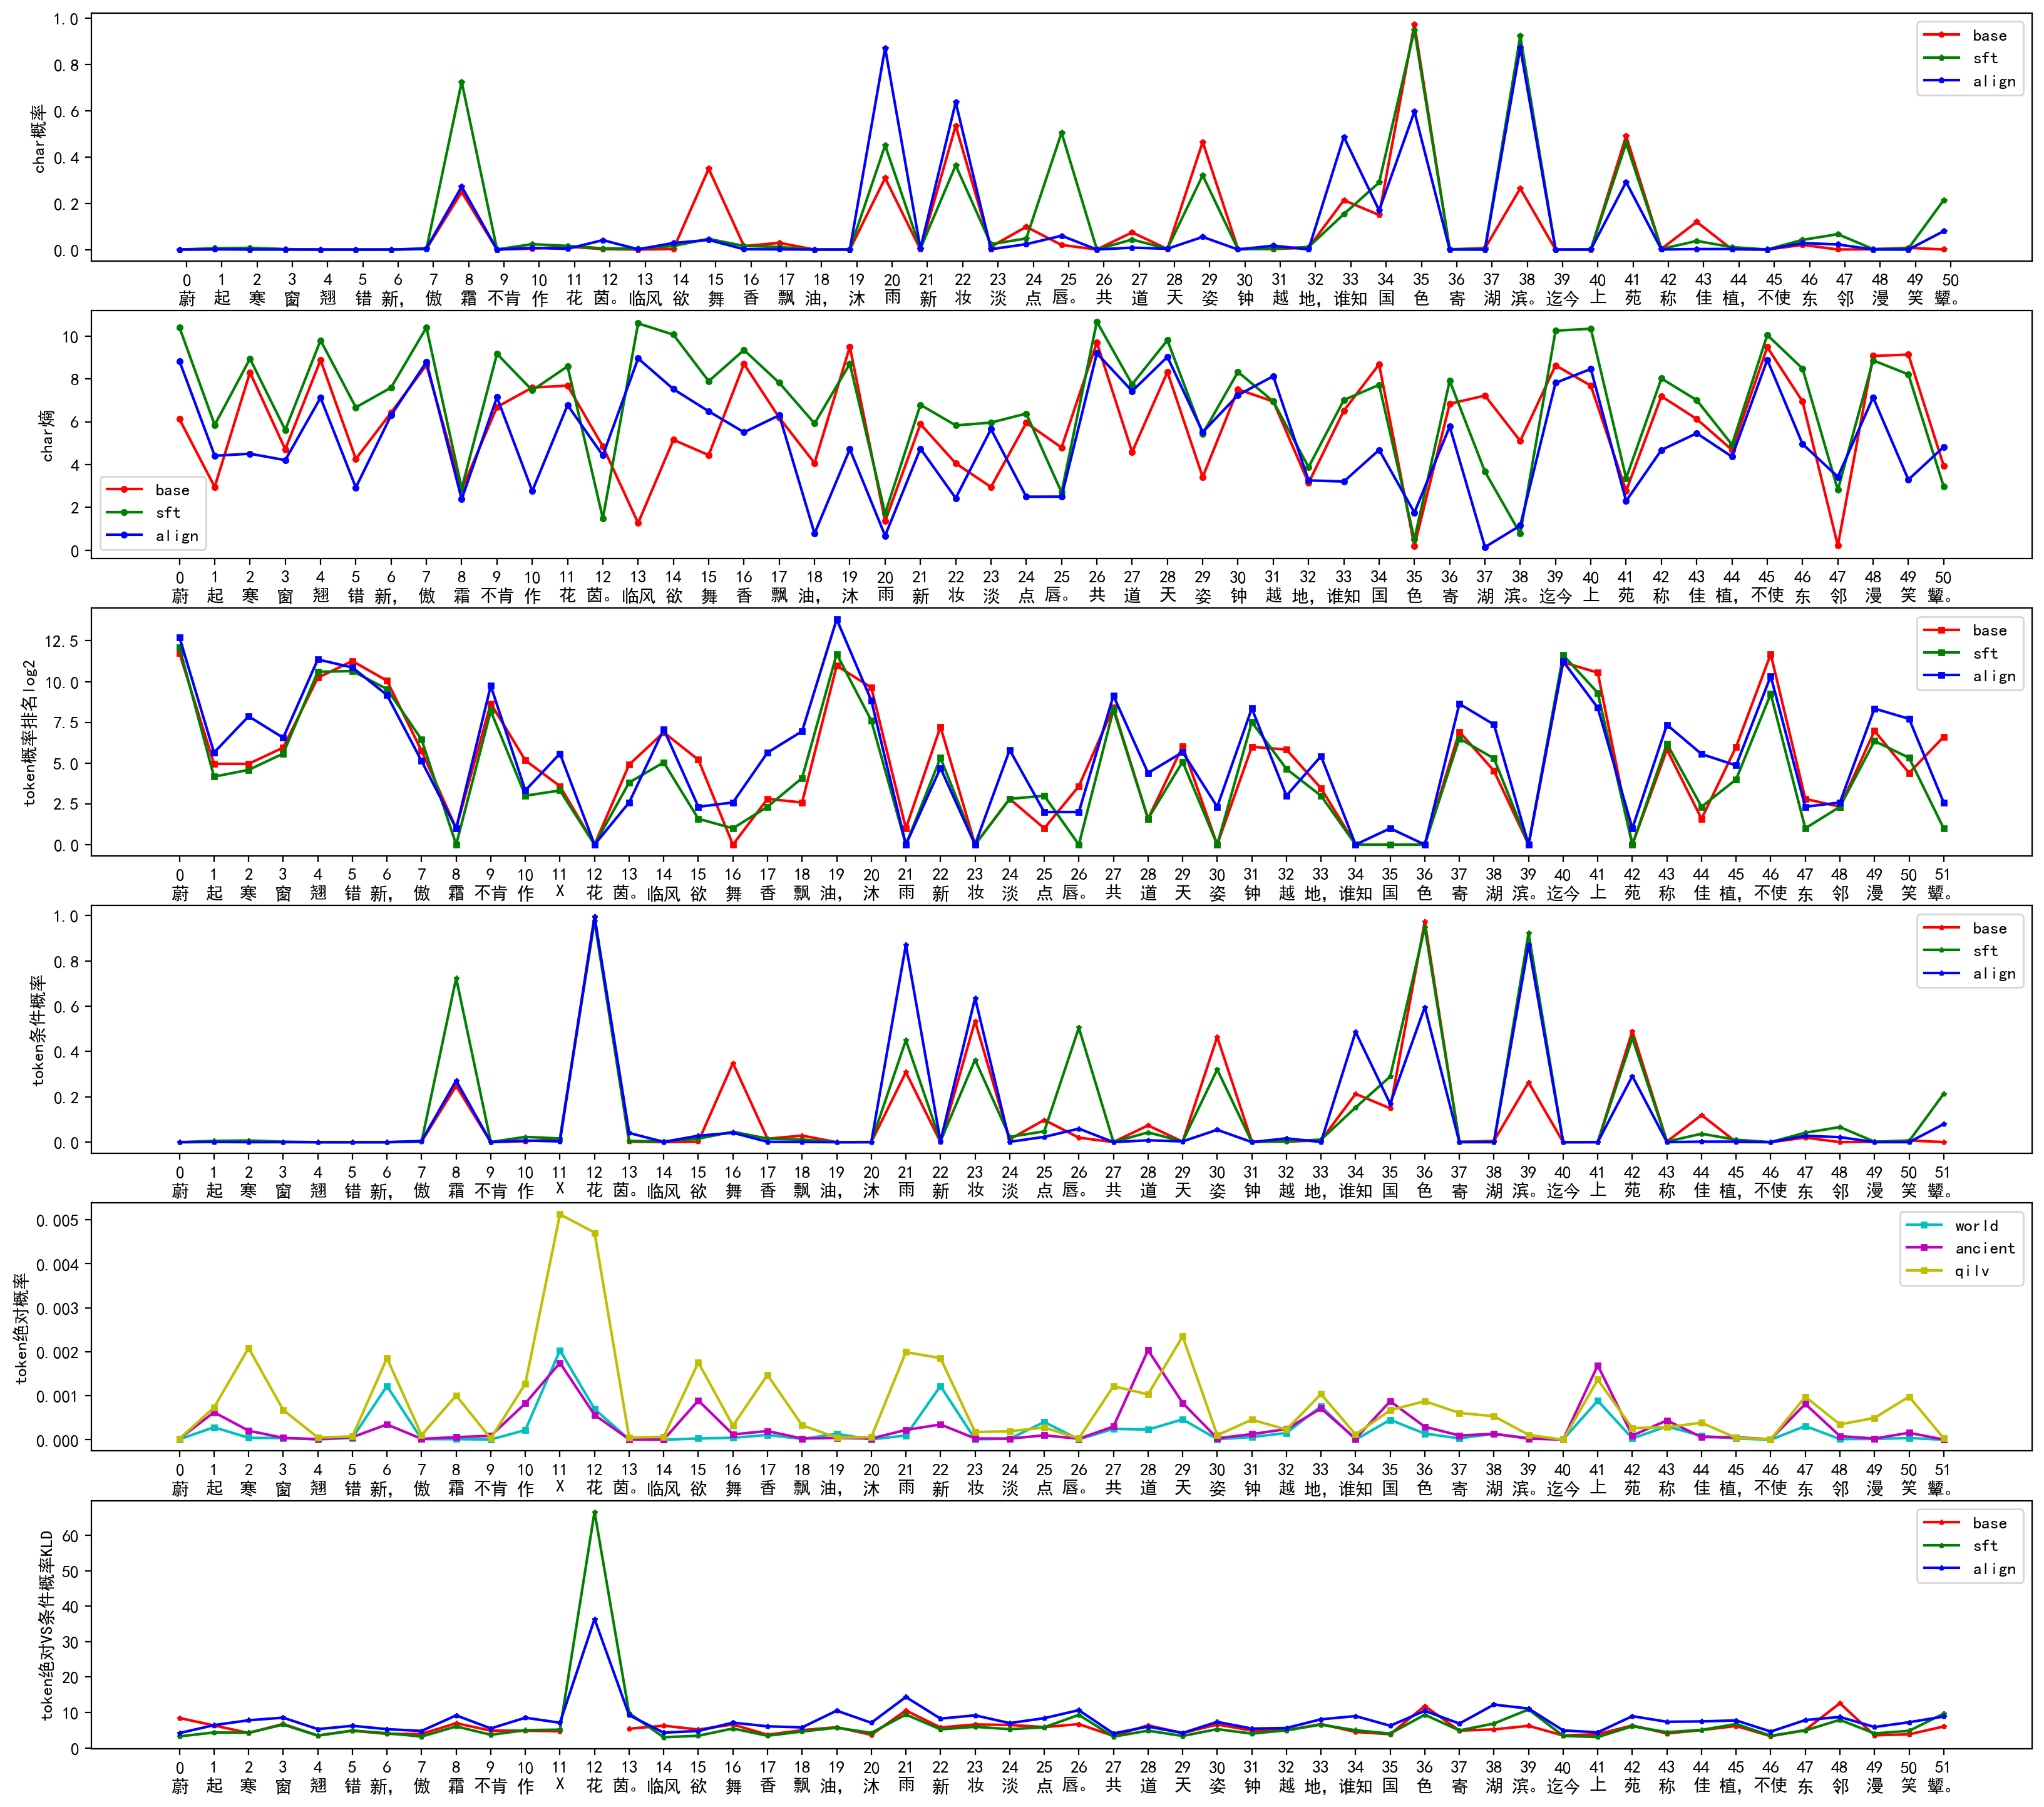 1.0
0.8
0.6
0.4
0.2
0.0
char概率
base
sft
align
0 1 2 3 4 5 6 7 8 9 10 11 12 13 14 15 16 17 18 19 20 21 22 23 24 25 26 27 28 29 30 31 32 33 34 35 36 37 38 39 40 41 42 43 44 45 46 47 48 49 50
蔚 起 寒 窗 翘 错 新, 傲 霜 不肯 作 花 茵。 临风 欲 舞 香 飘 油, 沐 雨 新 妆 淡 点 唇。 共 道 天 姿 钟 越 地, 谁知 国 色 寄 湖 滨。 迄今 上 苑 称 佳 植, 不使 东 邻 漫 笑 颦。
10
8
6
4
2
0
char熵
base
sft
align
0 1 2 3 4 5 6 7 8 9 10 11 12 13 14 15 16 17 18 19 20 21 22 23 24 25 26 27 28 29 30 31 32 33 34 35 36 37 38 39 40 41 42 43 44 45 46 47 48 49 50
蔚 起 寒 窗 翘 错 新, 傲 霜 不肯 作 花 茵。 临风 欲 舞 香 飘 油, 沐 雨 新 妆 淡 点 唇。 共 道 天 姿 钟 越 地, 谁知 国 色 寄 湖 滨。 迄今 上 苑 称 佳 植, 不使 东 邻 漫 笑 颦。
12.5
10.0
7.5
5.0
2.5
0.0
token概率排名log2
base
sft
align
0 1 2 3 4 5 6 7 8 9 10 11 12 13 14 15 16 17 18 19 20 21 22 23 24 25 26 27 28 29 30 31 32 33 34 35 36 37 38 39 40 41 42 43 44 45 46 47 48 49 50 51
蔚 起 寒 窗 翘 错 新, 傲 霜 不肯 作 X 花 茵。 临风 欲 舞 香 飘 油, 沐 雨 新 妆 淡 点 唇。 共 道 天 姿 钟 越 地, 谁知 国 色 寄 湖 滨。 迄今 上 苑 称 佳 植, 不使 东 邻 漫 笑 颦。
1.0
0.8
0.6
0.4
0.2
0.0
token条件概率
base
sft
align
0 1 2 3 4 5 6 7 8 9 10 11 12 13 14 15 16 17 18 19 20 21 22 23 24 25 26 27 28 29 30 31 32 33 34 35 36 37 38 39 40 41 42 43 44 45 46 47 48 49 50 51
蔚 起 寒 窗 翘 错 新, 傲 霜 不肯 作 X 花 茵。 临风 欲 舞 香 飘 油, 沐 雨 新 妆 淡 点 唇。 共 道 天 姿 钟 越 地, 谁知 国 色 寄 湖 滨。 迄今 上 苑 称 佳 植, 不使 东 邻 漫 笑 颦。
0.005
0.004
0.003
0.002
0.001
0.000
token绝对概率
world
ancient
qilv
0 1 2 3 4 5 6 7 8 9 10 11 12 13 14 15 16 17 18 19 20 21 22 23 24 25 26 27 28 29 30 31 32 33 34 35 36 37 38 39 40 41 42 43 44 45 46 47 48 49 50 51
蔚 起 寒 窗 翘 错 新, 傲 霜 不肯 作 X 花 茵。 临风 欲 舞 香 飘 油, 沐 雨 新 妆 淡 点 唇。 共 道 天 姿 钟 越 地, 谁知 国 色 寄 湖 滨。 迄今 上 苑 称 佳 植, 不使 东 邻 漫 笑 颦。
60
50
40
30
20
10
0
token绝对VS条件概率KLD
base
sft
align
0 1 2 3 4 5 6 7 8 9 10 11 12 13 14 15 16 17 18 19 20 21 22 23 24 25 26 27 28 29 30 31 32 33 34 35 36 37 38 39 40 41 42 43 44 45 46 47 48 49 50 51
蔚 起 寒 窗 翘 错 新, 傲 霜 不肯 作 X 花 茵。 临风 欲 舞 香 飘 油, 沐 雨 新 妆 淡 点 唇。 共 道 天 姿 钟 越 地, 谁知 国 色 寄 湖 滨。 迄今 上 苑 称 佳 植, 不使 东 邻 漫 笑 颦。